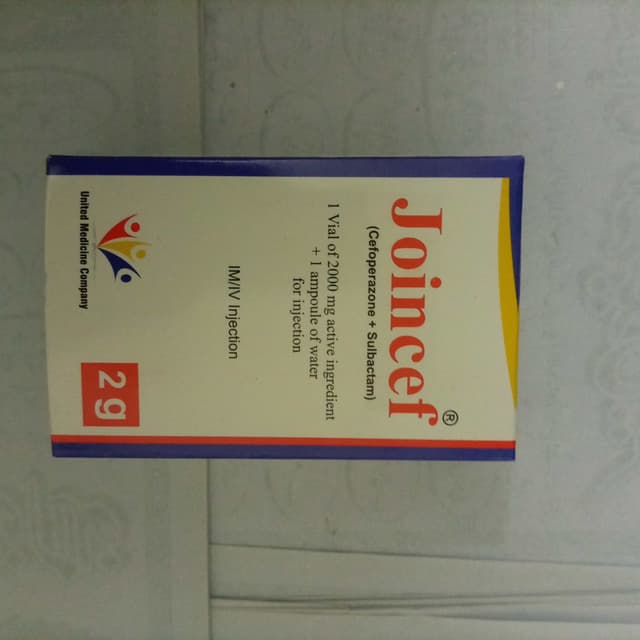 Joincef®
(Cefoperazone + Sulbactam)
1 Vial of 2000 mg active ingredient
+ 1 ampoule of water
for injection
IM/IV Injection
United Medicine Company
2 g